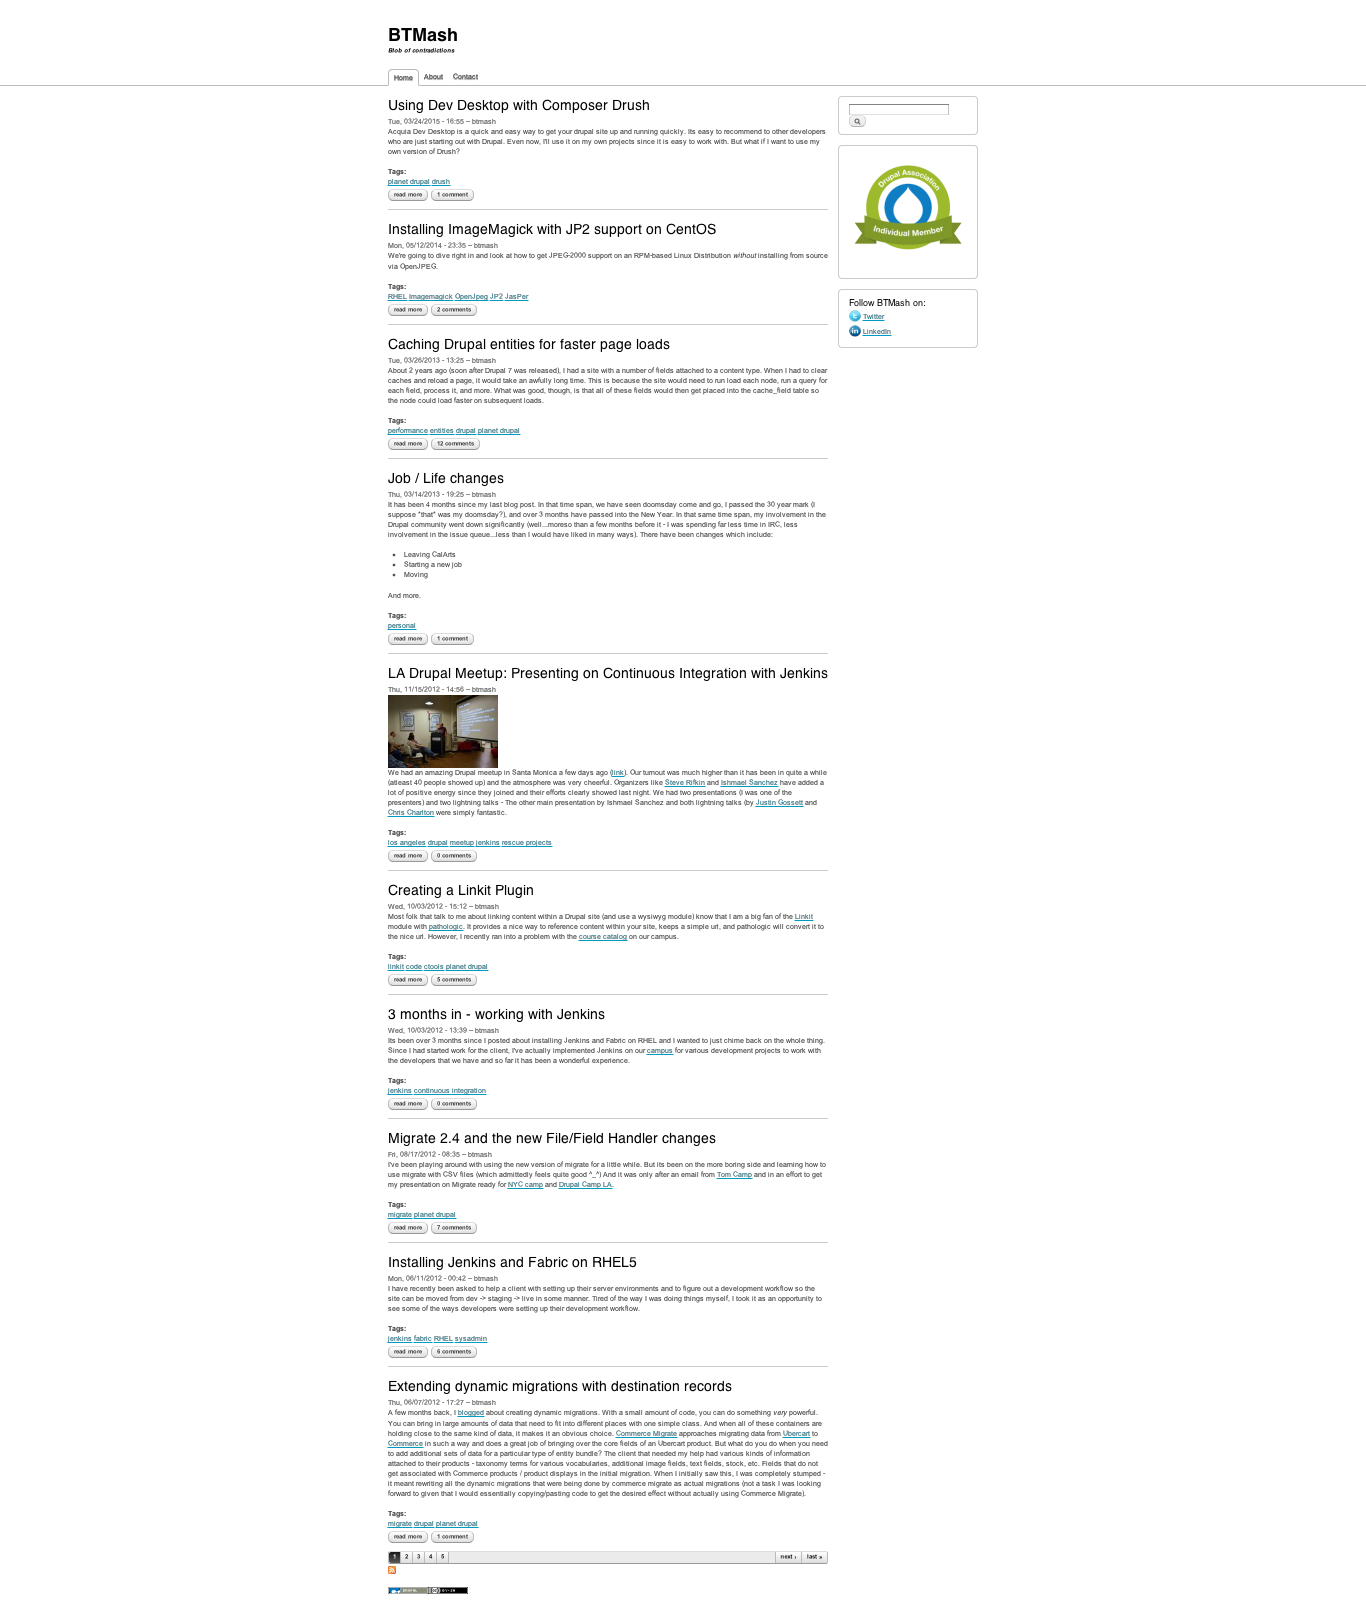 BTMash
Blob of contradictions
Home
About
Contact
Using Dev Desktop with Composer Drush
Tue, 03/24/2015 - 16:55 – btmash
Acquia Dev Desktop is a quick and easy way to get your drupal site up and running quickly. Its easy to recommend to other developers
who are just starting out with Drupal. Even now, I'll use it on my own projects since it is easy to work with. But what if I want to use my
own version of Drush?
Tags:
planet drupal drush
read more 1 comment
Installing ImageMagick with JP2 support on CentOS
Mon, 05/12/2014 - 23:35 – btmash
We're going to dive right in and look at how to get JPEG-2000 support on an RPM-based Linux Distribution without installing from source
via OpenJPEG.
Tags:
RHEL Imagemagick OpenJpeg JP2 JasPer
read more 2 comments
Caching Drupal entities for faster page loads
Tue, 03/26/2013 - 13:25 – btmash
About 2 years ago (soon after Drupal 7 was released), I had a site with a number of fields attached to a content type. When I had to clear
caches and reload a page, it would take an awfully long time. This is because the site would need to run load each node, run a query for
each field, process it, and more. What was good, though, is that all of these fields would then get placed into the cache_field table so
the node could load faster on subsequent loads.
Tags:
performance entities drupal planet drupal
read more 12 comments
Job / Life changes
Thu, 03/14/2013 - 19:25 – btmash
It has been 4 months since my last blog post. In that time span, we have seen doomsday come and go, I passed the 30 year mark (I
suppose "that" was my doomsday?), and over 3 months have passed into the New Year. In that same time span, my involvement in the
Drupal community went down significantly (well...moreso than a few months before it - I was spending far less time in IRC, less
involvement in the issue queue...less than I would have liked in many ways). There have been changes which include:
• Leaving CalArts
• Starting a new job
• Moving
And more.
Tags:
personal
read more 1 comment
LA Drupal Meetup: Presenting on Continuous Integration with Jenkins
Thu, 11/15/2012 - 14:56 – btmash
We had an amazing Drupal meetup in Santa Monica a few days ago (link). Our turnout was much higher than it has been in quite a while
(atleast 40 people showed up) and the atmosphere was very cheerful. Organizers like Steve Rifkin and Ishmael Sanchez have added a
lot of positive energy since they joined and their efforts clearly showed last night. We had two presentations (I was one of the
presenters) and two lightning talks - The other main presentation by Ishmael Sanchez and both lightning talks (by Justin Gossett and
Chris Charlton were simply fantastic.
Tags:
los angeles drupal meetup jenkins rescue projects
read more 0 comments
Creating a Linkit Plugin
Wed, 10/03/2012 - 15:12 – btmash
Most folk that talk to me about linking content within a Drupal site (and use a wysiwyg module) know that I am a big fan of the Linkit
module with pathologic. It provides a nice way to reference content within your site, keeps a simple url, and pathologic will convert it to
the nice url. However, I recently ran into a problem with the course catalog on our campus.
Tags:
linkit code ctools planet drupal
read more 5 comments
3 months in - working with Jenkins
Wed, 10/03/2012 - 13:39 – btmash
Its been over 3 months since I posted about installing Jenkins and Fabric on RHEL and I wanted to just chime back on the whole thing.
Since I had started work for the client, I've actually implemented Jenkins on our campus for various development projects to work with
the developers that we have and so far it has been a wonderful experience.
Tags:
jenkins continuous integration
read more 0 comments
Migrate 2.4 and the new File/Field Handler changes
Fri, 08/17/2012 - 08:35 – btmash
I've been playing around with using the new version of migrate for a little while. But its been on the more boring side and learning how to
use migrate with CSV files (which admittedly feels quite good ^_^) And it was only after an email from Tom Camp and in an effort to get
my presentation on Migrate ready for NYC camp and Drupal Camp LA.
Tags:
migrate planet drupal
read more 7 comments
Installing Jenkins and Fabric on RHEL5
Mon, 06/11/2012 - 00:42 – btmash
I have recently been asked to help a client with setting up their server environments and to figure out a development workflow so the
site can be moved from dev -> staging -> live in some manner. Tired of the way I was doing things myself, I took it as an opportunity to
see some of the ways developers were setting up their development workflow.
Tags:
jenkins fabric RHEL sysadmin
read more 6 comments
Extending dynamic migrations with destination records
Thu, 06/07/2012 - 17:27 – btmash
A few months back, I blogged about creating dynamic migrations. With a small amount of code, you can do something very powerful.
You can bring in large amounts of data that need to fit into different places with one simple class. And when all of these containers are
holding close to the same kind of data, it makes it an obvious choice. Commerce Migrate approaches migrating data from Ubercart to
Commerce in such a way and does a great job of bringing over the core fields of an Ubercart product. But what do you do when you need
to add additional sets of data for a particular type of entity bundle? The client that needed my help had various kinds of information
attached to their products - taxonomy terms for various vocabularies, additional image fields, text fields, stock, etc. Fields that do not
get associated with Commerce products / product displays in the initial migration. When I initially saw this, I was completely stumped -
it meant rewriting all the dynamic migrations that were being done by commerce migrate as actual migrations (not a task I was looking
forward to given that I would essentially copying/pasting code to get the desired effect without actually using Commerce Migrate).
Tags:
migrate drupal planet drupal
read more 1 comment
1 2 3 4 5 next › last »
Drupal Association
Individual Member
Follow BTMash on:
Twitter
LinkedIn